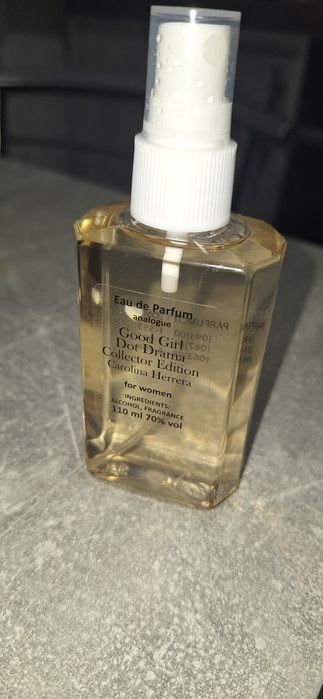 Eau de Parfum
analogue
Good Girl
Dot Drama
Collector Edition
Carolina Herrera
for women
INGREDIENTS:
ALCOHOL, FRAGRANCE
110 ml 70% vol